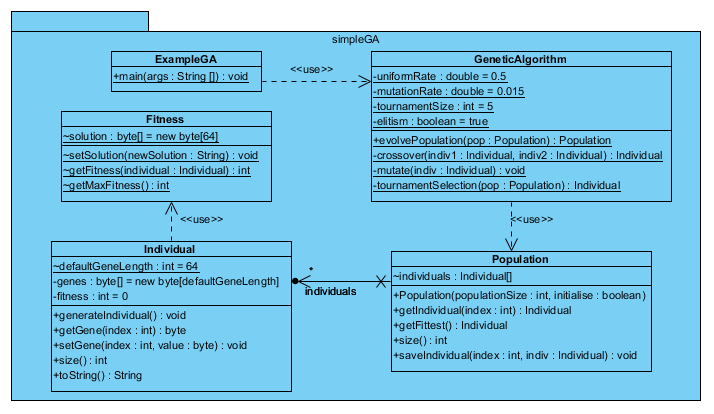 simpleGA
ExampleGA
+main(args : String []) : void
<<use>>
GeneticAlgorithm
-uniformRate : double = 0.5
-mutationRate : double = 0.015
-tournamentSize : int = 5
-elitism : boolean = true
+evolvePopulation(pop : Population) : Population
-crossover(indiv1 : Individual, indiv2 : Individual) : Individual
-mutate(indiv : Individual) : void
-tournamentSelection(pop : Population) : Individual
Fitness
~solution : byte[] = new byte[64]
~setSolution(newSolution : String) : void
~getFitness(individual : Individual) : int
~getMaxFitness() : int
<<use>>
<<use>>
Individual
~defaultGeneLength : int = 64
-genes : byte[] = new byte[defaultGeneLength]
-fitness : int = 0
+generateIndividual() : void
+getGene(index : int) : byte
+setGene(index : int, value : byte) : void
+size() : int
+toString() : String
*
individuals
Population
~individuals : Individual[]
+Population(populationSize : int, initialise : boolean)
+getIndividual(index : int) : Individual
+getFittest() : Individual
+size() : int
+saveIndividual(index : int, indiv : Individual) : void